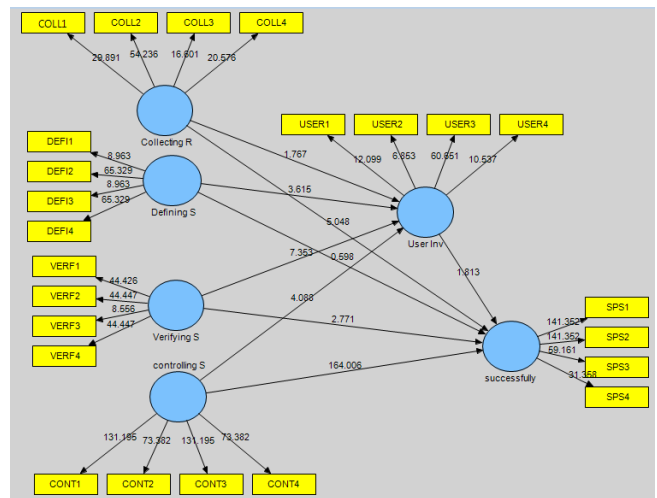 COLL1 COLL2 COLL3 COLL4
29.891 54.236 16.601 20.576
Collecting R
USER1 USER2 USER3 USER4
12.099 6.853 60.651 10.537
User Inv
DEFI1
8.963
DEFI2
65.329
DEFI3
8.963
DEFI4
65.329
Defining S
1.767
3.615
5.048
7.353
0.598
4.088
1.813
2.771
164.006
VERF1
44.426
VERF2
44.447
VERF3
8.556
VERF4
44.447
Verifying S
controlling S
successfully
SPS1
141.352
SPS2
141.352
SPS3
59.161
SPS4
31.358
131.195 73.382 131.195 73.382
CONT1 CONT2 CONT3 CONT4